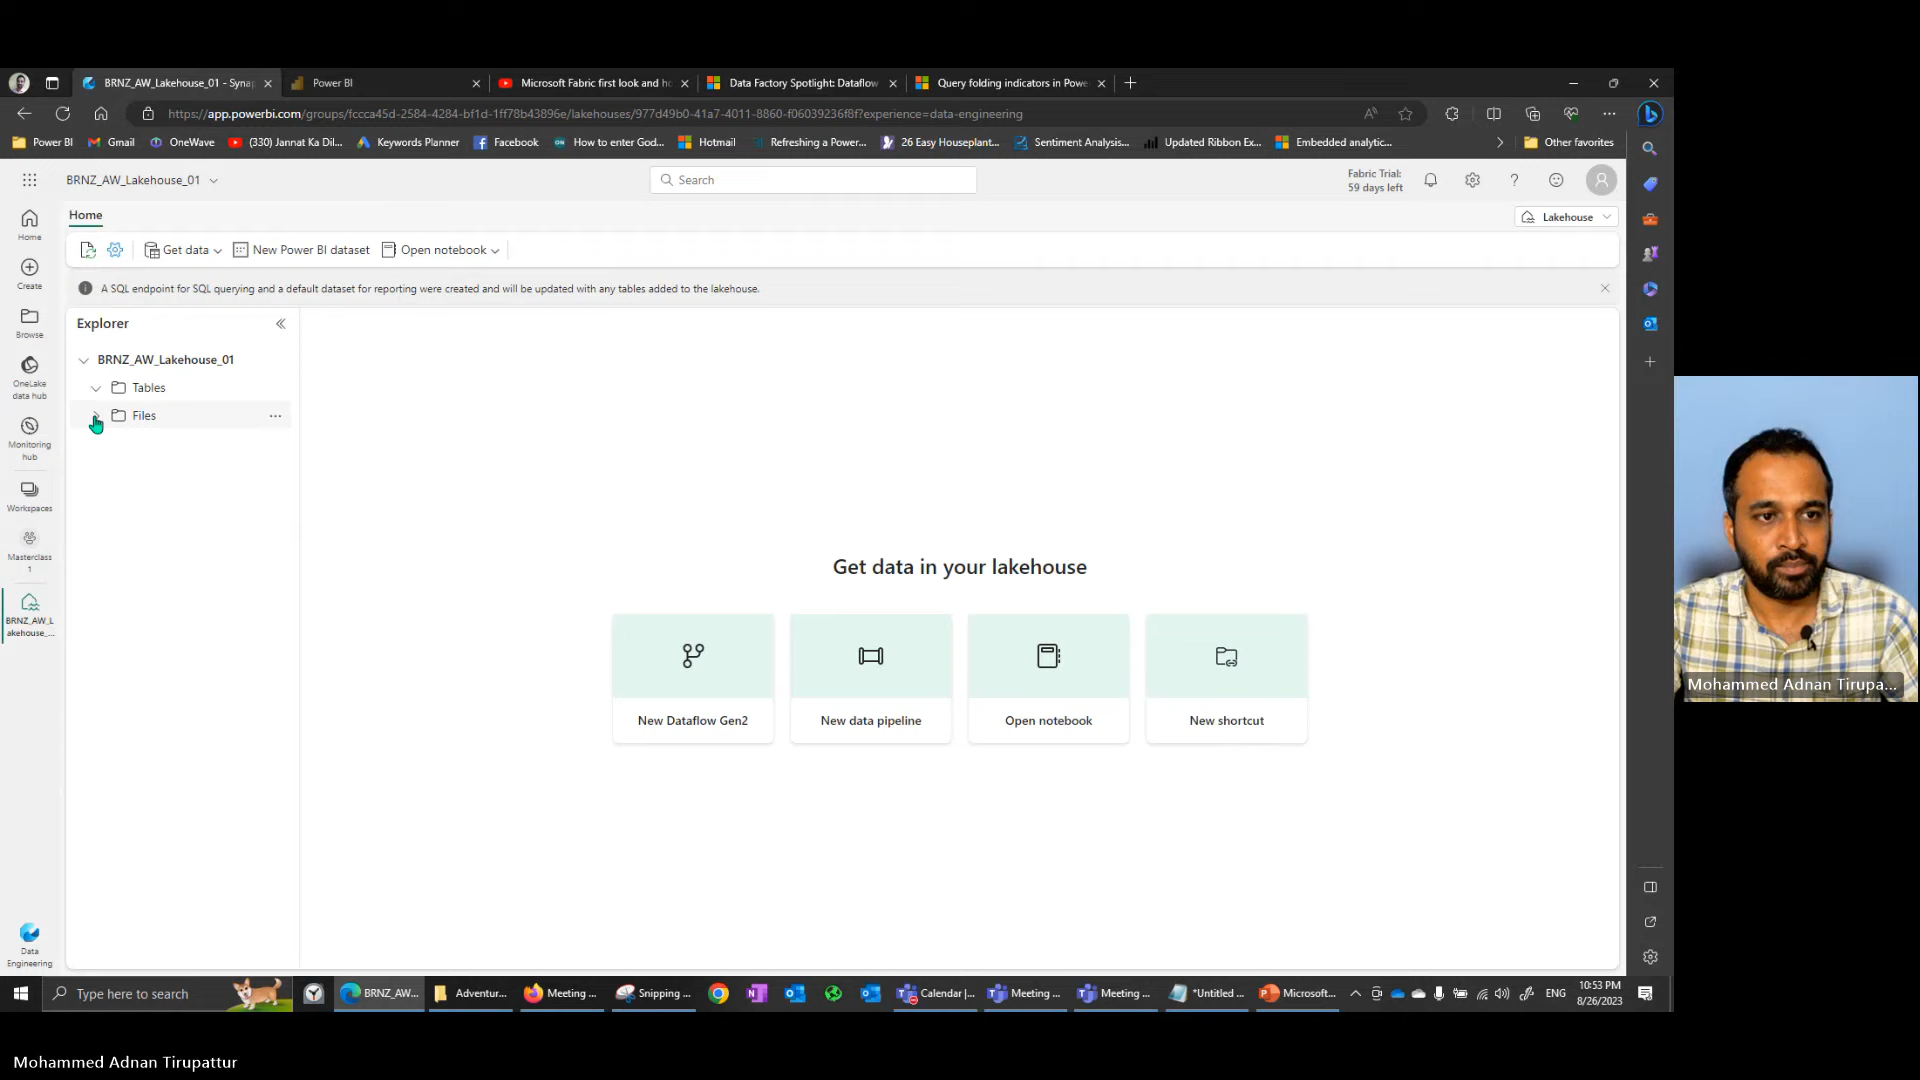 BRNZ_AW_Lakehouse_01 - Synap
Power BI
Microsoft Fabric first look and ho
Data Factory Spotlight: Dataflow
Query folding indicators in Powe
https://app.powerbi.com/groups/fccca45d-2584-4284-bf1d-1ff78b43896e/lakehouses/977d49b0-41a7-4011-8860-f06039236f8f?experience=data-engineering
Power BI
Gmail
OneWave
(330) Jannat Ka Dil...
Keywords Planner
Facebook
How to enter God...
Hotmail
Refreshing a Powe...
26 Easy Houseplant...
Sentiment Analysis...
Updated Ribbon Ex...
Embedded analytic...
Other favorites
BRNZ_AW_Lakehouse_01
Search
Fabric Trial:
59 days left
Home
Lakehouse
Get data
New Power BI dataset
Open notebook
A SQL endpoint for SQL querying and a default dataset for reporting were created and will be updated with any tables added to the lakehouse.
Home
Create
Browse
OneLake
data hub
Monitoring
hub
Workspaces
Masterclass
1
BRNZ_AW_L
akehouse_...
Data
Engineering
Explorer
BRNZ_AW_Lakehouse_01
Tables
Files
Get data in your lakehouse
New Dataflow Gen2
New data pipeline
Open notebook
New shortcut
Mohammed Adnan Tirupa...
Type here to search
BRNZ_AW...
Adventur...
Meeting ...
Snipping ...
Calendar |...
Meeting ...
Meeting ...
*Untitled ...
Microsoft...
ENG
10:53 PM
8/26/2023
Mohammed Adnan Tirupattur